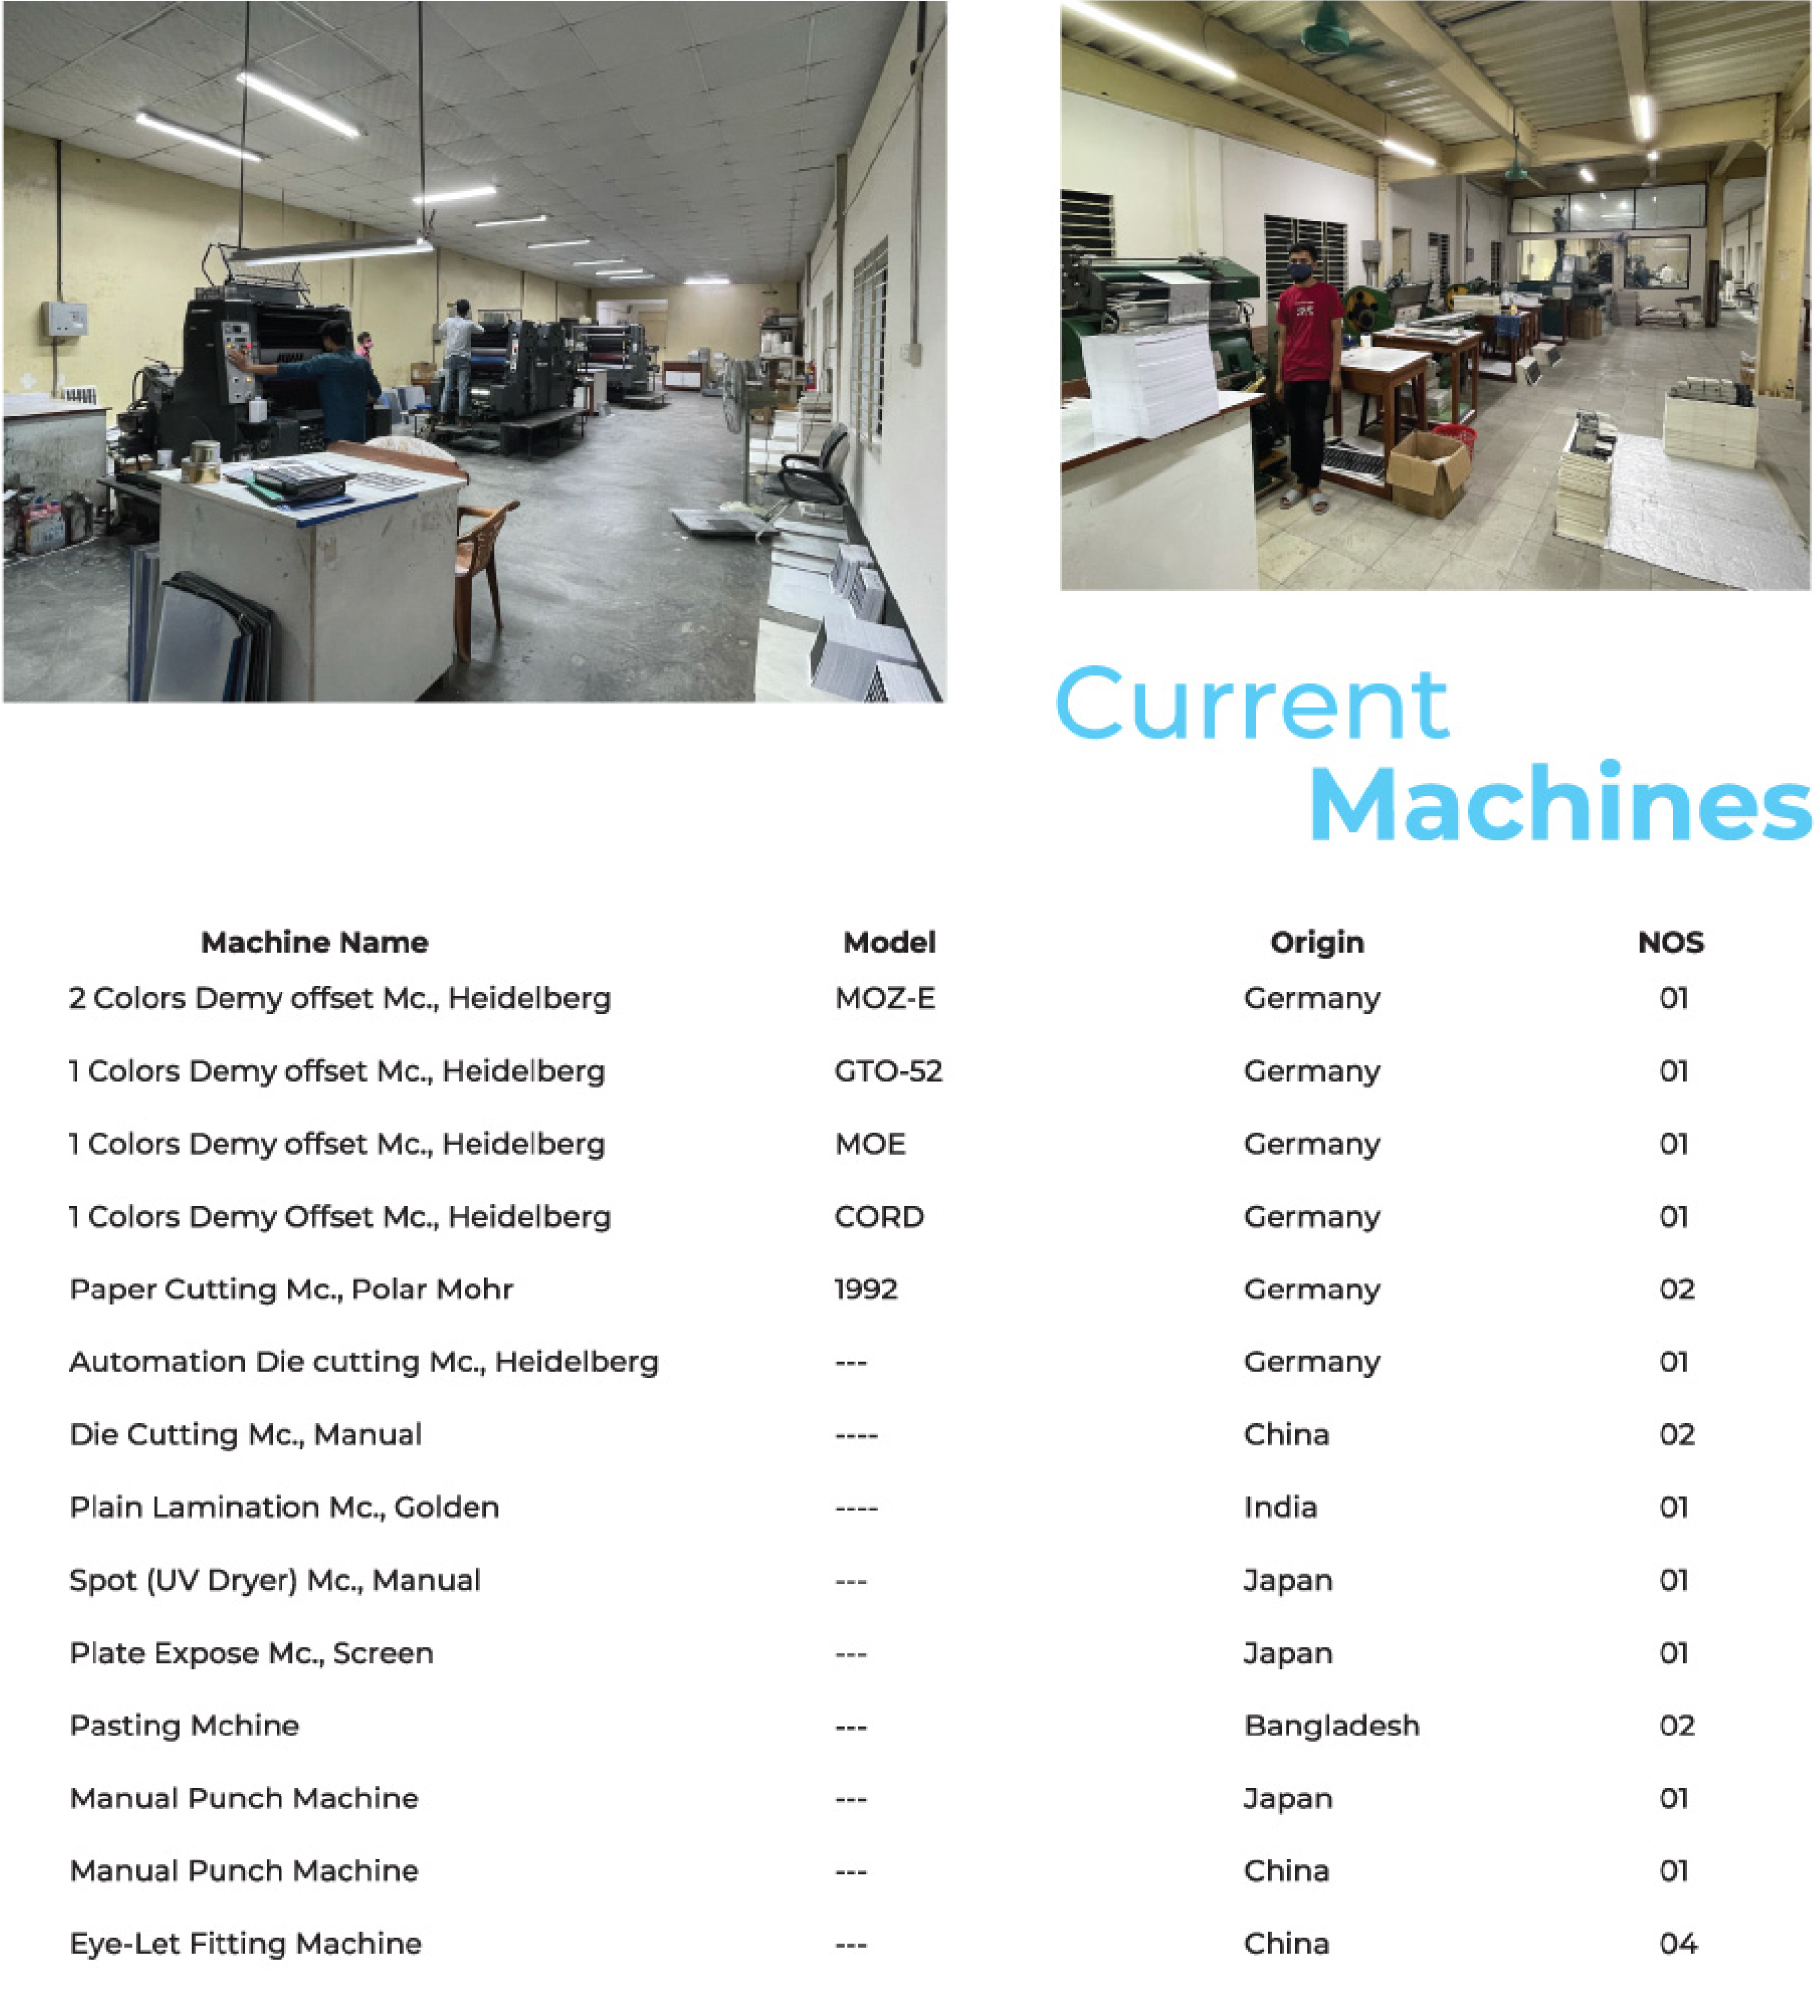 Current
Machines
Machine Name Model Origin NOS
2 Colors Demy offset Mc., Heidelberg MOZ-E Germany 01
1 Colors Demy offset Mc., Heidelberg GTO-52 Germany 01
1 Colors Demy offset Mc., Heidelberg MOE Germany 01
1 Colors Demy Offset Mc., Heidelberg CORD Germany 01
Paper Cutting Mc., Polar Mohr 1992 Germany 02
Automation Die cutting Mc., Heidelberg --- Germany 01
Die Cutting Mc., Manual ---- China 02
Plain Lamination Mc., Golden ---- India 01
Spot (UV Dryer) Mc., Manual --- Japan 01
Plate Expose Mc., Screen --- Japan 01
Pasting Mchine --- Bangladesh 02
Manual Punch Machine --- Japan 01
Manual Punch Machine --- China 01
Eye-Let Fitting Machine --- China 04